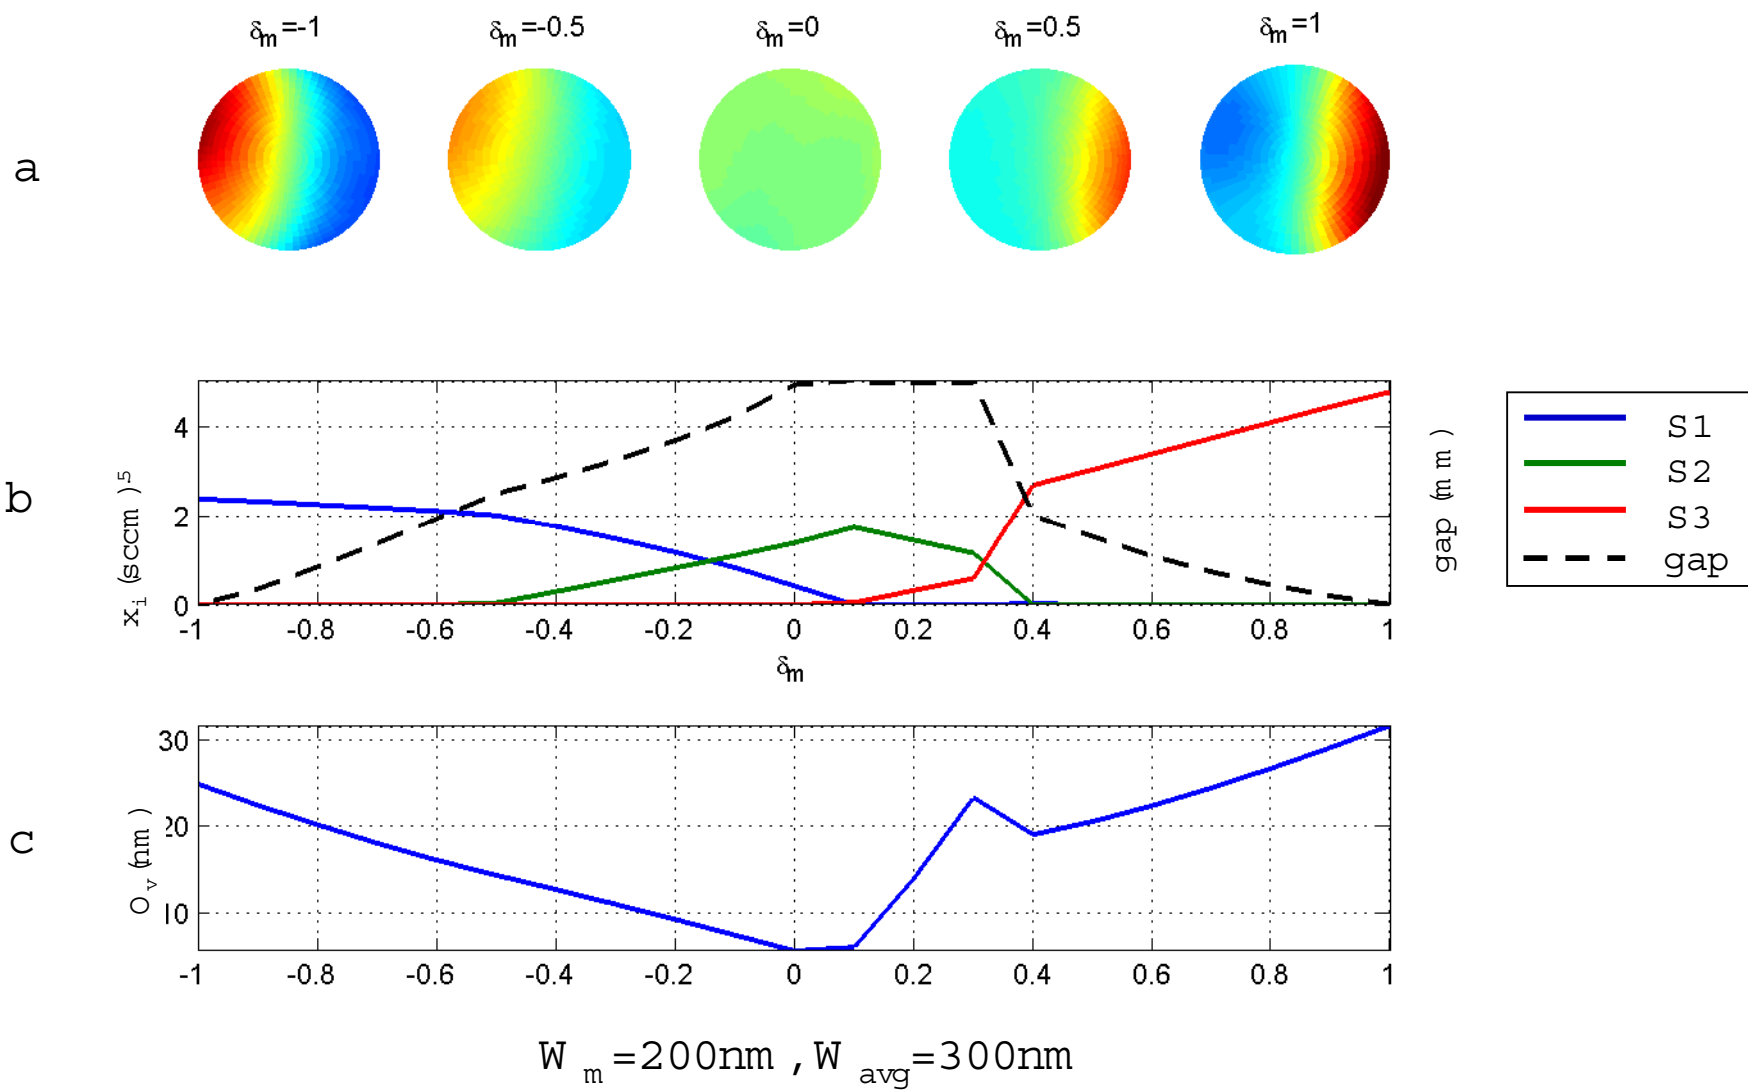 δm=-1 δm=-0.5 δm=0 δm=0.5 δm=1
a
b
xi (sccm) 5
4
2
0
-1 -0.8 -0.6 -0.4 -0.2 0 0.2 0.4 0.6 0.8 1
δm
gap (mm)
S1
S2
S3
gap
c
Ov (nm)
30
20
10
-1 -0.8 -0.6 -0.4 -0.2 0 0.2 0.4 0.6 0.8 1
Wm=200nm, Wavg=300nm